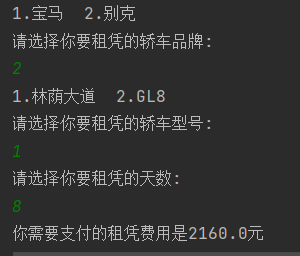 1.宝马  2.别克
请选择你要租赁的轿车品牌:
2
1.林荫大道  2.GL8
请选择你要租赁的轿车型号:
1
请选择你要租赁的天数:
8
你需要支付的租赁费用是2160.0元